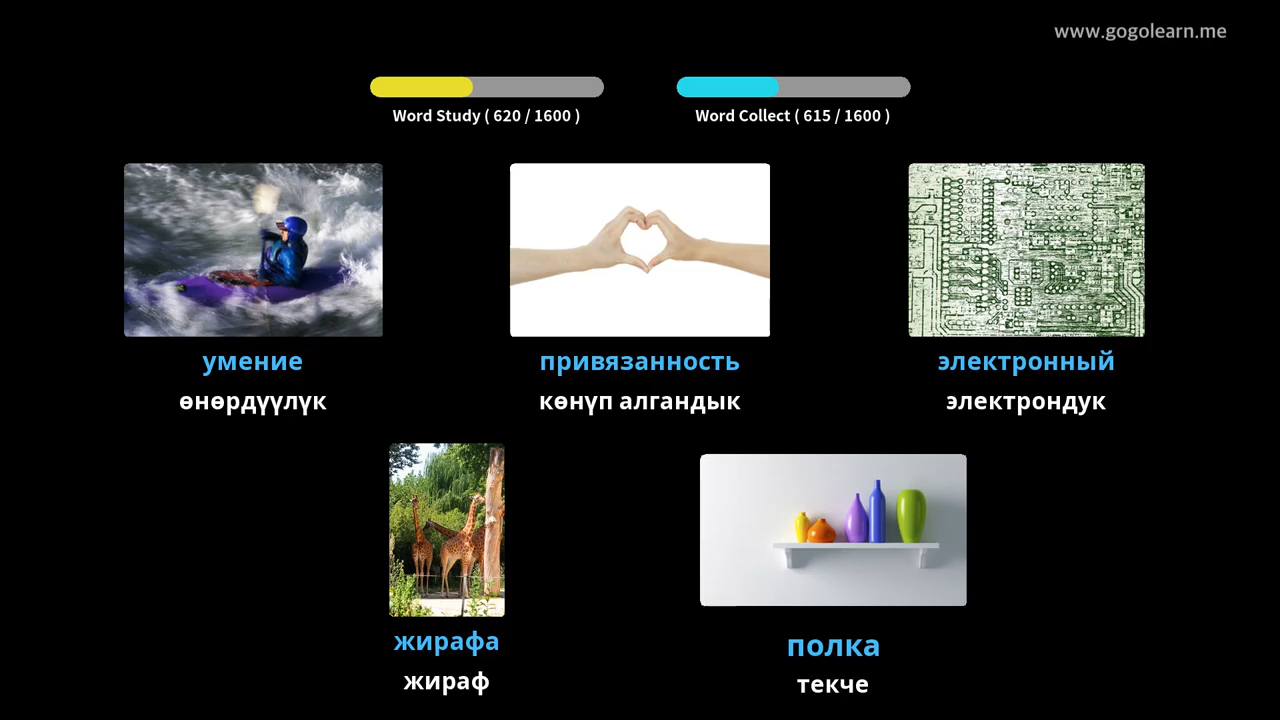 www.gogolearn.me
Word Study ( 620 / 1600 )
Word Collect ( 615 / 1600 )
умение
өнөрдүүлүк
привязанность
көнүп алгандык
электронный
электрондук
жирафа
жираф
полка
текче